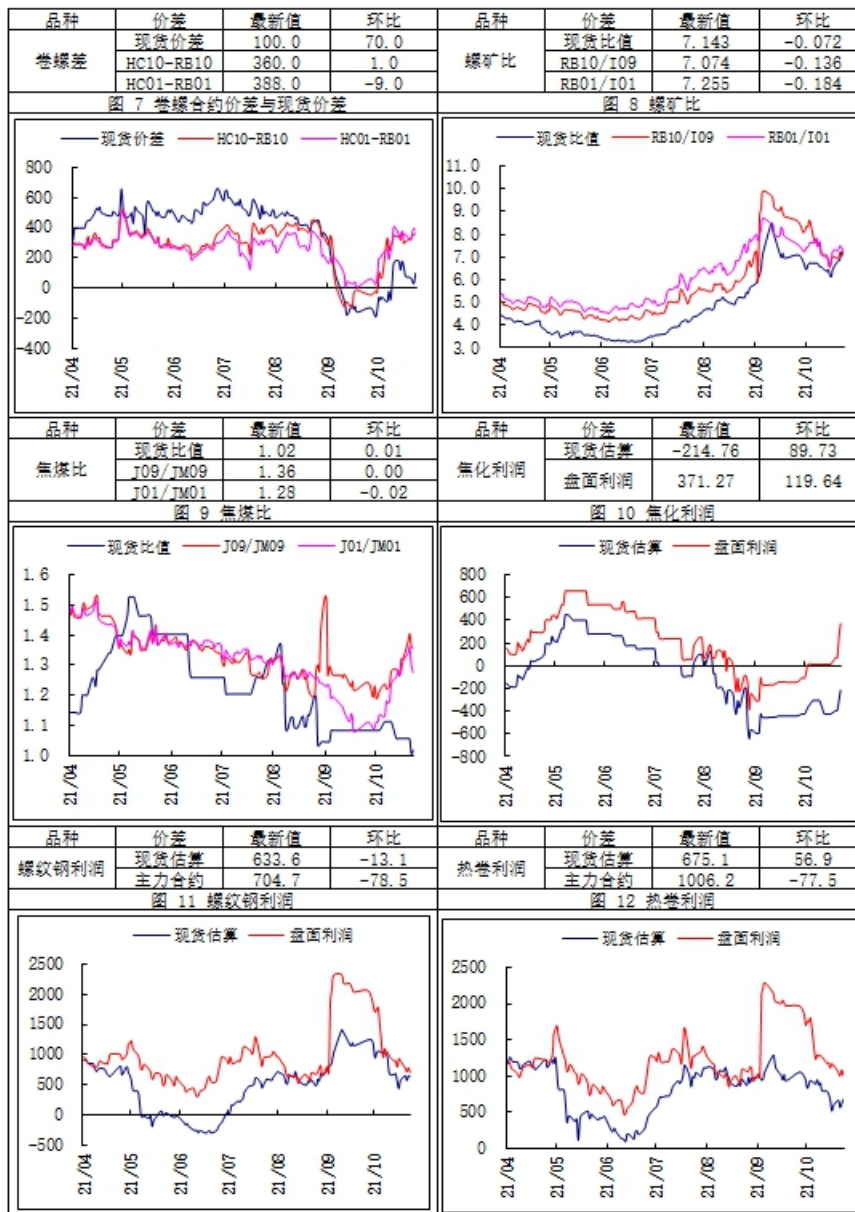 品种 价差 最新值 环比
卷螺差 现货价差 100.0 70.0
HC10-RB10 360.0 1.0
HC01-RB01 388.0 -9.0
图 7 卷螺合约价差与现货价差
现货价差 HC10-RB10 HC01-RB01
800
600
400
200
0
-200
-400
21/04 21/05 21/06 21/07 21/08 21/09 21/10
品种 价差 最新值 环比
螺矿比 现货比值 7.143 -0.072
RB10/I09 7.074 -0.136
RB01/I01 7.255 -0.184
图 8 螺矿比
现货比值 RB10/I09 RB01/I01
11.0
10.0
9.0
8.0
7.0
6.0
5.0
4.0
3.0
21/04 21/05 21/06 21/07 21/08 21/09 21/10
品种 价差 最新值 环比
焦煤比 现货比值 1.02 0.01
J09/JM09 1.36 0.00
J01/JM01 1.28 -0.02
图 9 焦煤比
现货比值 J09/JM09 J01/JM01
1.6
1.5
1.4
1.3
1.2
1.1
1.0
21/04 21/05 21/06 21/07 21/08 21/09 21/10
品种 价差 最新值 环比
焦化利润 现货估算 -214.76 89.73
盘面利润 371.27 119.64
图 10 焦化利润
现货估算 盘面利润
800
600
400
200
0
-200
-400
-600
-800
21/04 21/05 21/06 21/07 21/08 21/09 21/10
品种 价差 最新值 环比
螺纹钢利润 现货估算 633.6 -13.1
主力合约 704.7 -78.5
图 11 螺纹钢利润
现货估算 盘面利润
2500
2000
1500
1000
500
0
-500
21/04 21/05 21/06 21/07 21/08 21/09 21/10
品种 价差 最新值 环比
热卷利润 现货估算 675.1 56.9
主力合约 1006.2 -77.5
图 12 热卷利润
现货估算 盘面利润
2500
2000
1500
1000
500
0
21/04 21/05 21/06 21/07 21/08 21/09 21/10